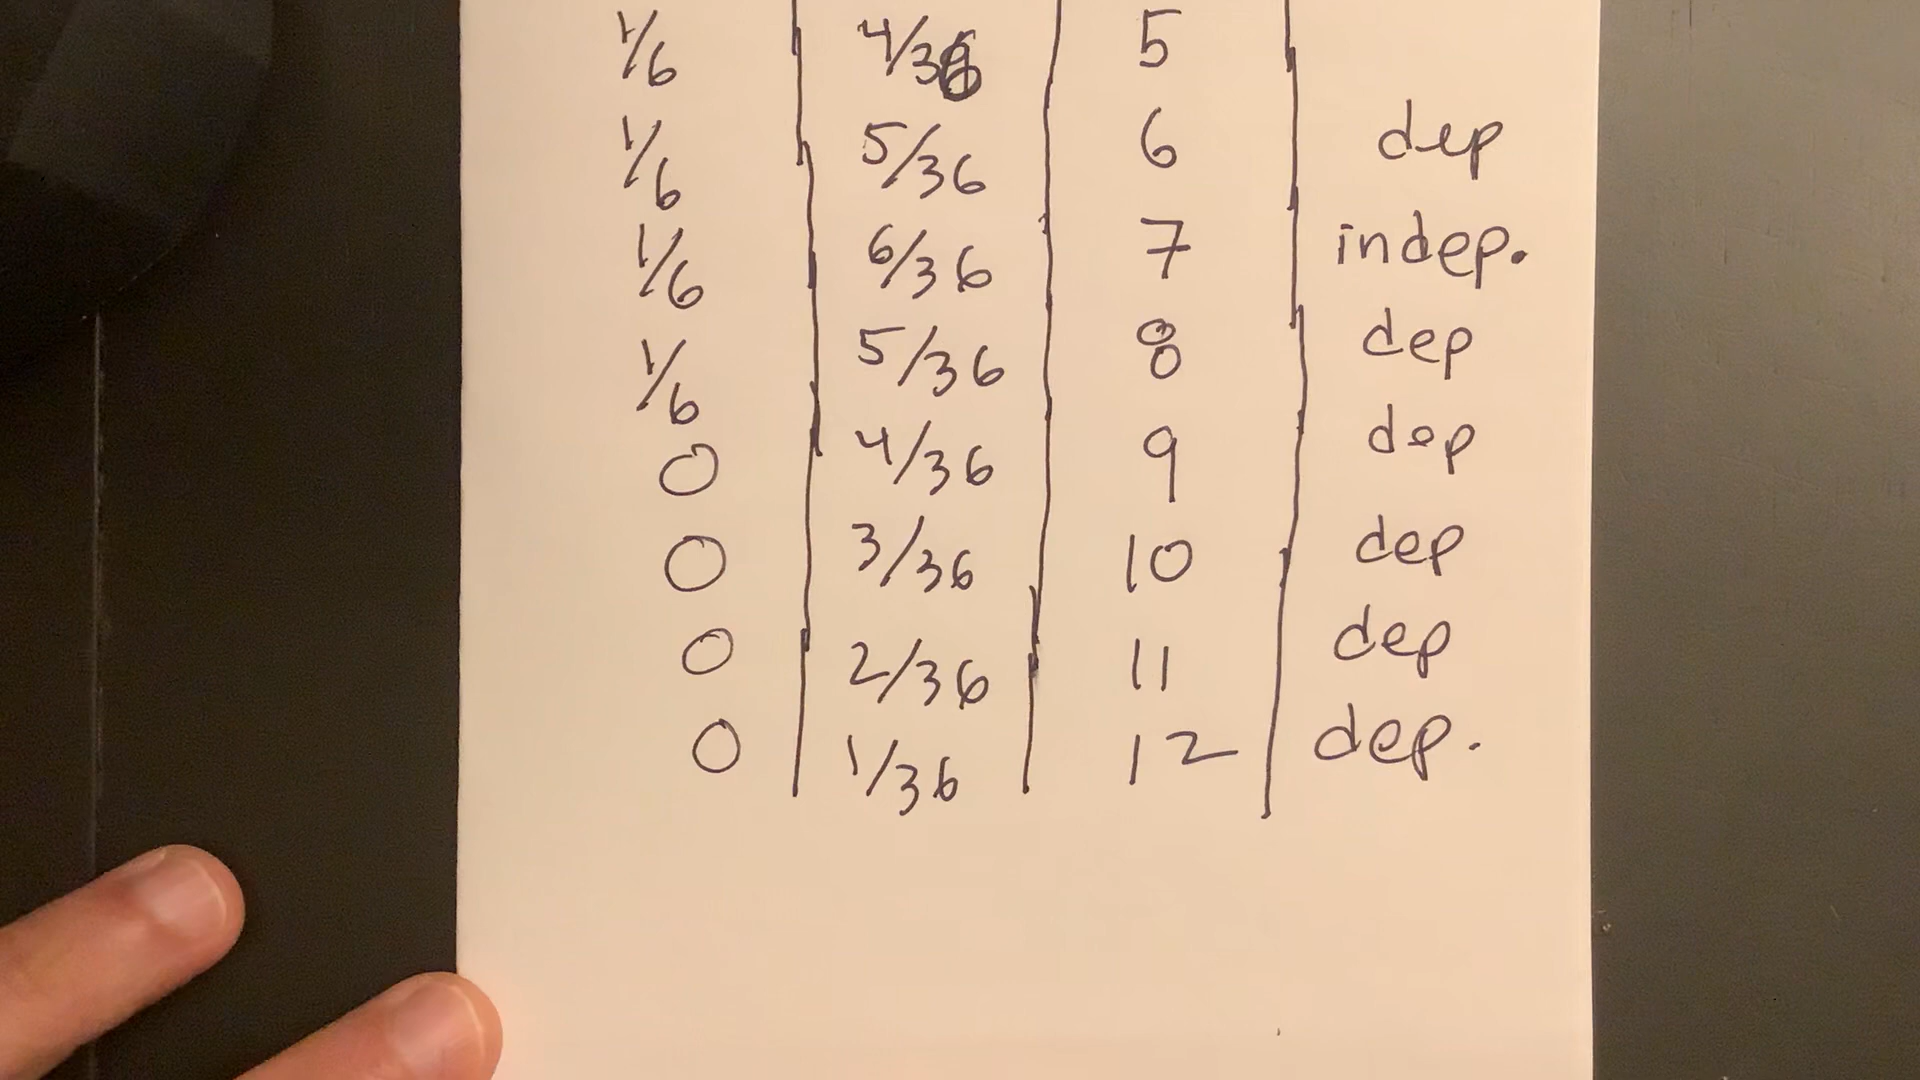 1/6 4/36 5
1/6 5/36 6 dep
1/6 6/36 7 indep.
1/6 5/36 8 dep
0 4/36 9 dep
0 3/36 10 dep
0 2/36 11 dep
0 1/36 12 dep.